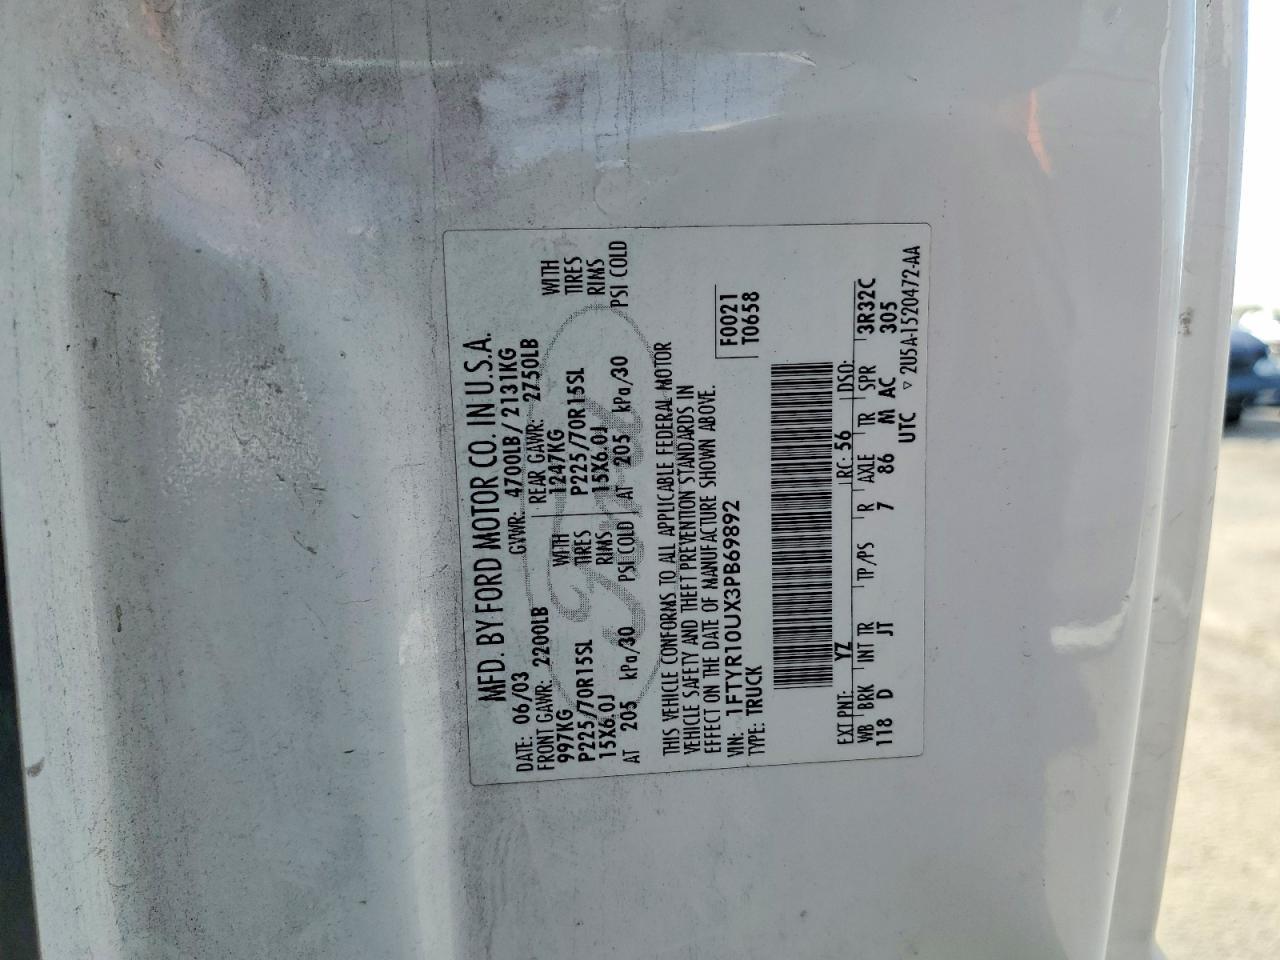 MFD. BY FORD MOTOR CO. IN U.S.A.
DATE: 06/03 GVWR: 4700LB/ 2131KG
FRONT GAWR: 2200LB REAR GAWR: 2750LB
997KG WITH 1247KG WITH
P225/70R15SL TIRES P225/70R15SL TIRES
15X6.0J RIMS 15X6.0J RIMS
AT 205 kPa/30 PSI COLD AT 205 kPa/30 PSI COLD
THIS VEHICLE CONFORMS TO ALL APPLICABLE FEDERAL MOTOR
VEHICLE SAFETY AND THEFT PREVENTION STANDARDS IN
EFFECT ON THE DATE OF MANUFACTURE SHOWN ABOVE.
VIN: 1FTYR10UX3PB69892 F0021
TYPE: TRUCK T0658
EXT PNT: YZ RC: 56 DSO:
WB BRK INT TR TP/PS R AXLE TR SPR 3R32C
118 D JT 7 86 M AC 305
UTC ▽ 2U5A-1520472-AA
Ford